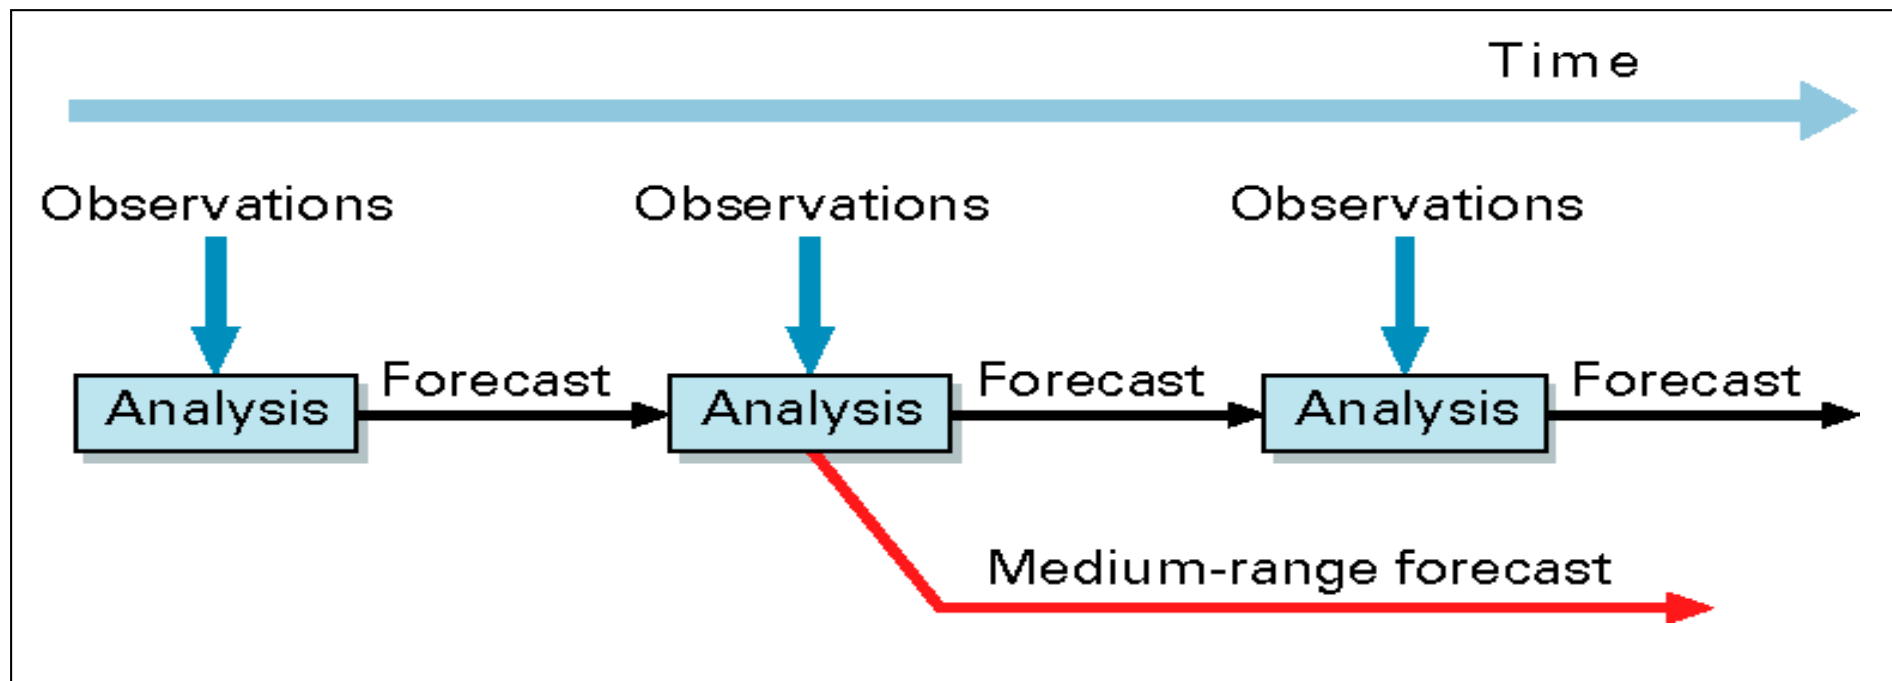 Time
Observations Observations Observations
Analysis Forecast Analysis Forecast Analysis Forecast
Medium-range forecast